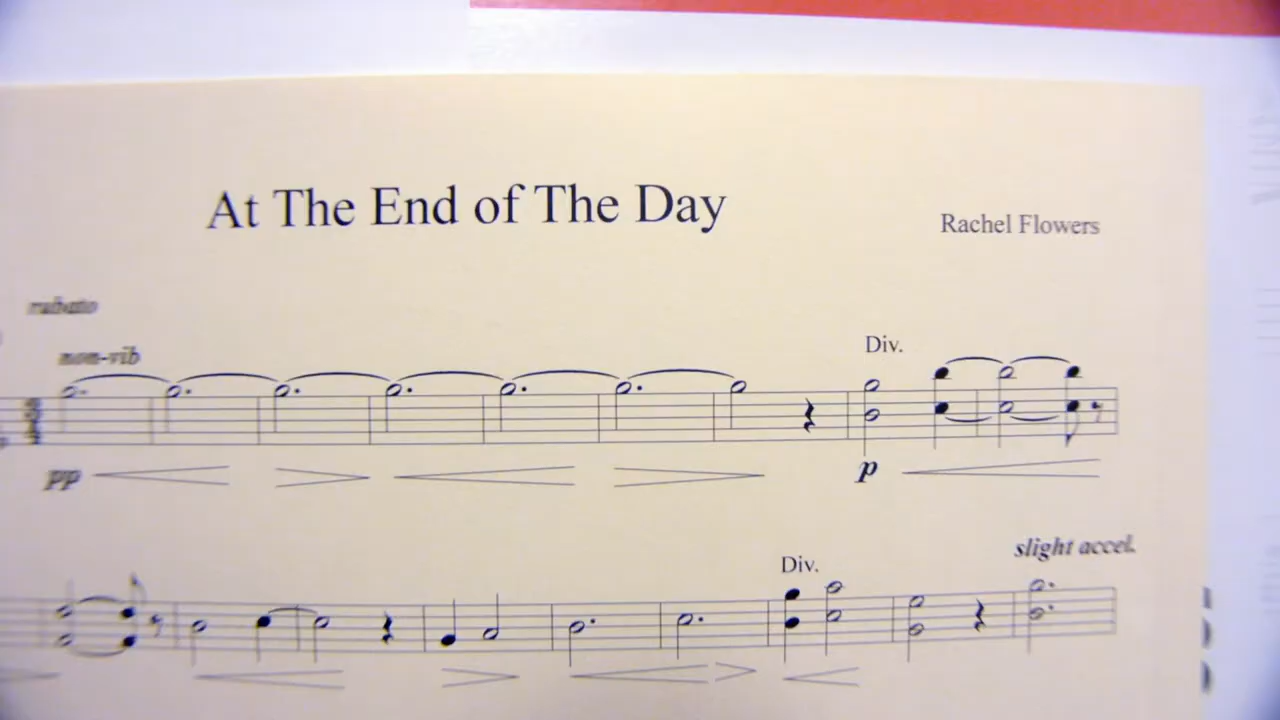 At The End of The Day
Rachel Flowers
rubato
non-vib
Div.
pp
p
slight accel.
Div.